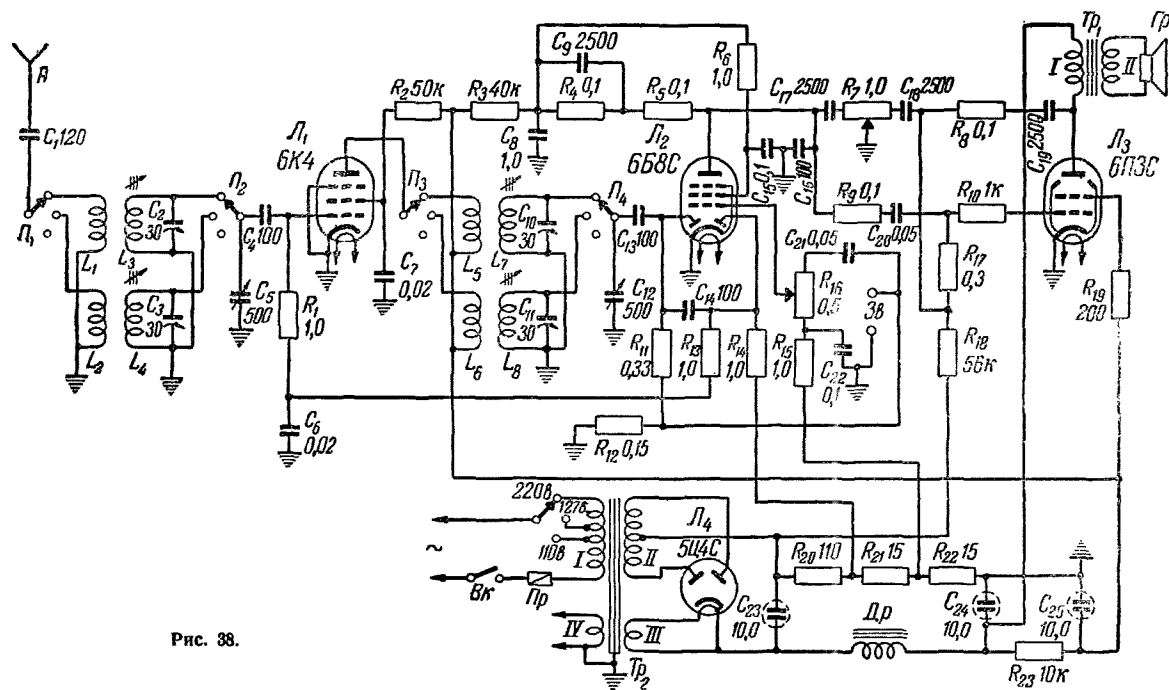 А
C₁ 120
П₁
L₁
L₂
L₃
L₄
C₂
30
C₃
30
П₂
C₄
100
C₅
500
R₁
1,0
C₆
0,02
Л₁
6К4
R₂ 50к
R₃ 40к
C₇
0,02
П₃
L₅
L₆
L₇
L₈
C₈
1,0
C₉ 2500
R₄ 0,1
R₅ 0,1
R₆
1,0
C₁₀
30
C₁₁
30
П₄
C₁₃ 100
C₁₂
500
Л₂
6Б8С
C₁₄ 100
R₁₁
0,33
R₁₃
1,0
R₁₄
1,0
R₁₅
1,0
R₁₂ 0,15
C₁₅ 0,1
C₁₆ 100
C₁₇ 2500
R₇ 1,0
C₁₈ 2500
R₈ 0,1
C₁₉ 2500
R₉ 0,1
C₂₀ 0,05
R₁₀ 1к
C₂₁ 0,05
R₁₆
0,5
Зв
C₂₂
0,1
R₁₇
0,3
R₁₈
56к
Тр₁
I
II
Гр
Л₃
6П3С
R₁₉
200
220в
127в
110в
~
Вк
Пр
I
II
III
IV
Тр₂
Л₄
5Ц4С
R₂₀ 110
R₂₁ 15
R₂₂ 15
C₂₃
10,0
Др
C₂₄
10,0
C₂₅
10,0
R₂₃ 10к
Рис. 38.